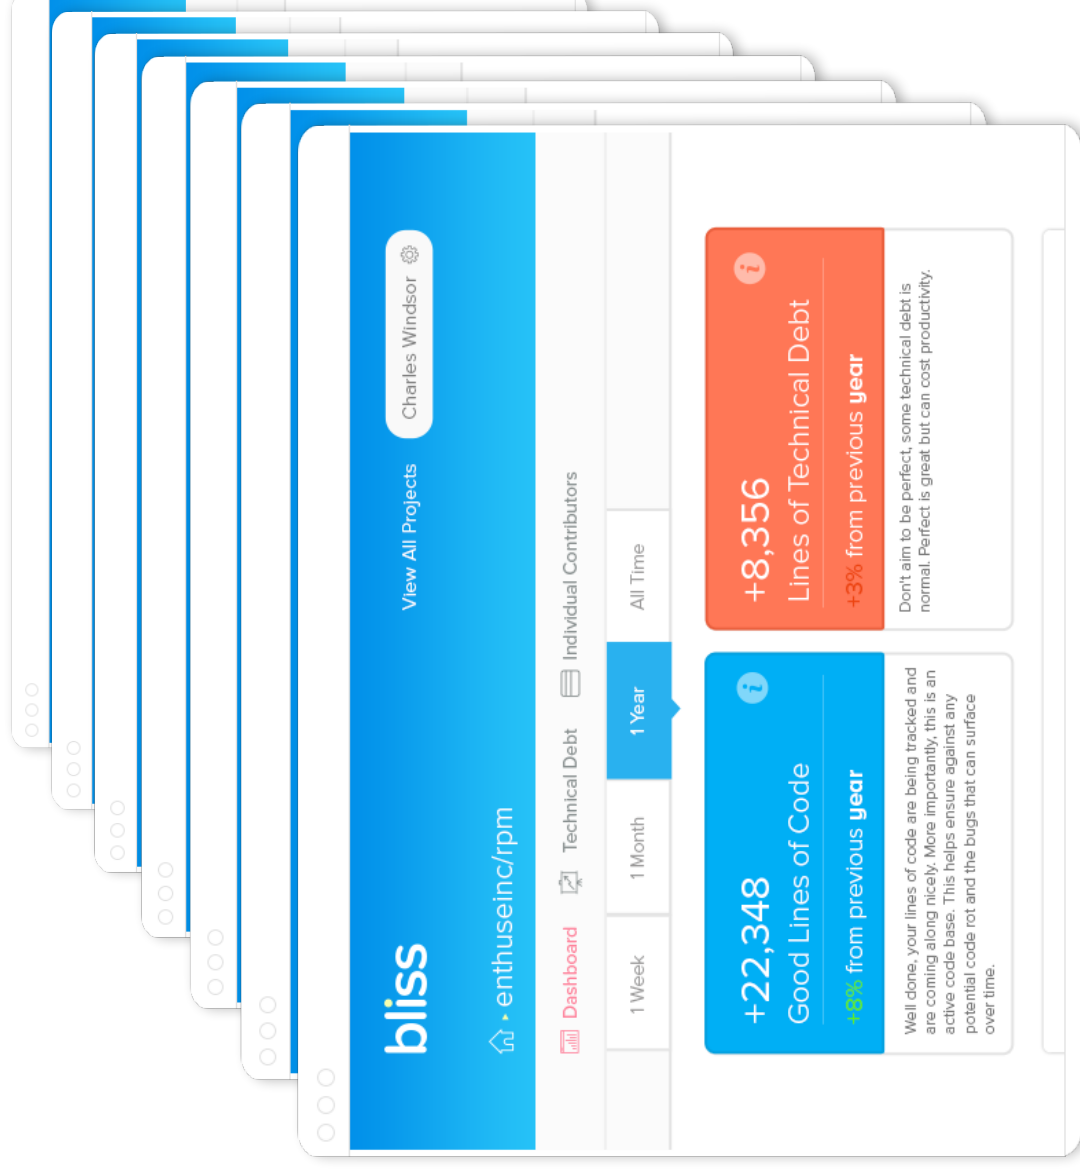 bliss
View All Projects
Charles Windsor
enthuseinc/rpm
Dashboard
Technical Debt
Individual Contributors
1 Week
1 Month
1 Year
All Time
+22,348
Good Lines of Code
+8% from previous year
Well done, your lines of code are being tracked and
are coming along nicely. More importantly, this is an
active code base. This helps ensure against any
potential code rot and the bugs that can surface
over time.
+8,356
Lines of Technical Debt
+3% from previous year
Don't aim to be perfect, some technical debt is
normal. Perfect is great but can cost productivity.